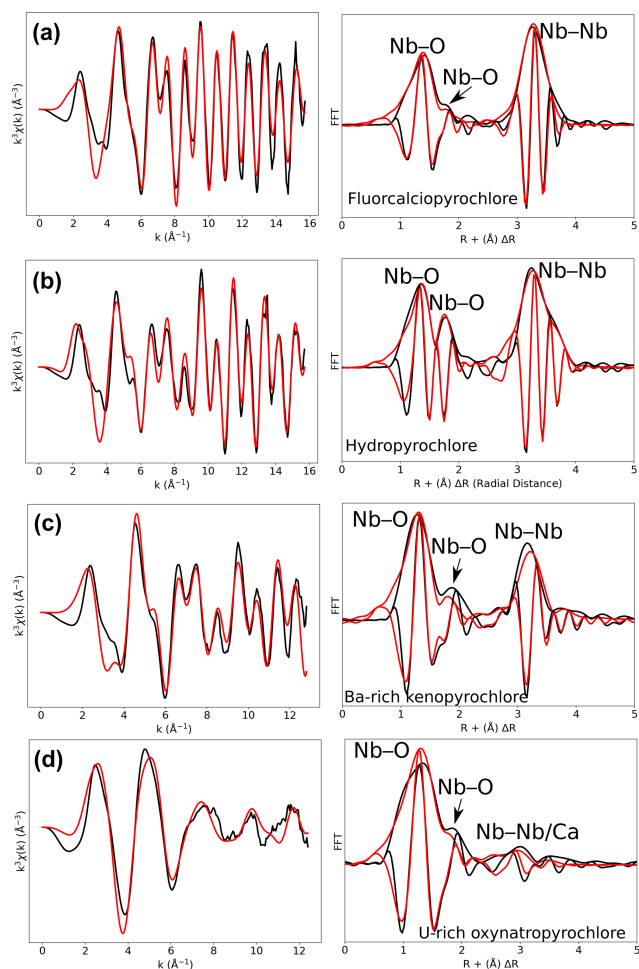 (a)
k³χ(k) (Å⁻³)
0 2 4 6 8 10 12 14 16
k (Å⁻¹)
Nb–O
Nb–O
Nb–Nb
FFT
Fluorcalciopyrochlore
0 1 2 3 4 5
R + (Å) ΔR
(b)
k³χ(k) (Å⁻³)
0 2 4 6 8 10 12 14 16
k (Å⁻¹)
Nb–O
Nb–O
Nb–Nb
FFT
Hydropyrochlore
0 1 2 3 4 5
R + (Å) ΔR (Radial Distance)
(c)
k³χ(k) (Å⁻³)
0 2 4 6 8 10 12
k (Å⁻¹)
Nb–O
Nb–O
Nb–Nb
FFT
Ba-rich kenopyrochlore
0 1 2 3 4 5
R + (Å) ΔR
(d)
k³χ(k) (Å⁻³)
0 2 4 6 8 10 12
k (Å⁻¹)
Nb–O
Nb–O
Nb–Nb/Ca
FFT
U-rich oxynatropyrochlore
0 1 2 3 4 5
R + (Å) ΔR